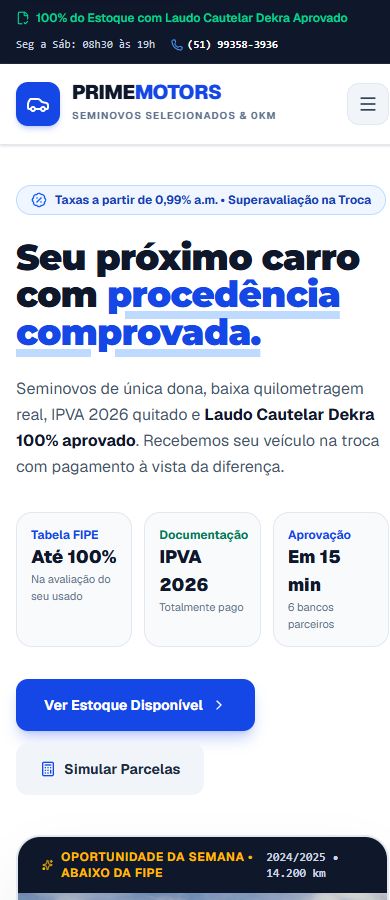 100% do Estoque com Laudo Cautelar Dekra Aprovado
Seg a Sáb: 08h30 às 19h (51) 99358-3936
PRIMEMOTORS
SEMINOVOS SELECIONADOS & 0KM
Taxas a partir de 0,99% a.m. • Superavaliação na Troca
Seu próximo carro
com procedência
comprovada.
Seminovos de única dona, baixa quilometragem
real, IPVA 2026 quitado e Laudo Cautelar Dekra
100% aprovado. Recebemos seu veículo na troca
com pagamento à vista da diferença.
Tabela FIPE
Até 100%
Na avaliação do
seu usado
Documentação
IPVA
2026
Totalmente pago
Aprovação
Em 15
min
6 bancos
parceiros
Ver Estoque Disponível
Simular Parcelas
OPORTUNIDADE DA SEMANA •
ABAIXO DA FIPE
2024/2025 •
14.200 km